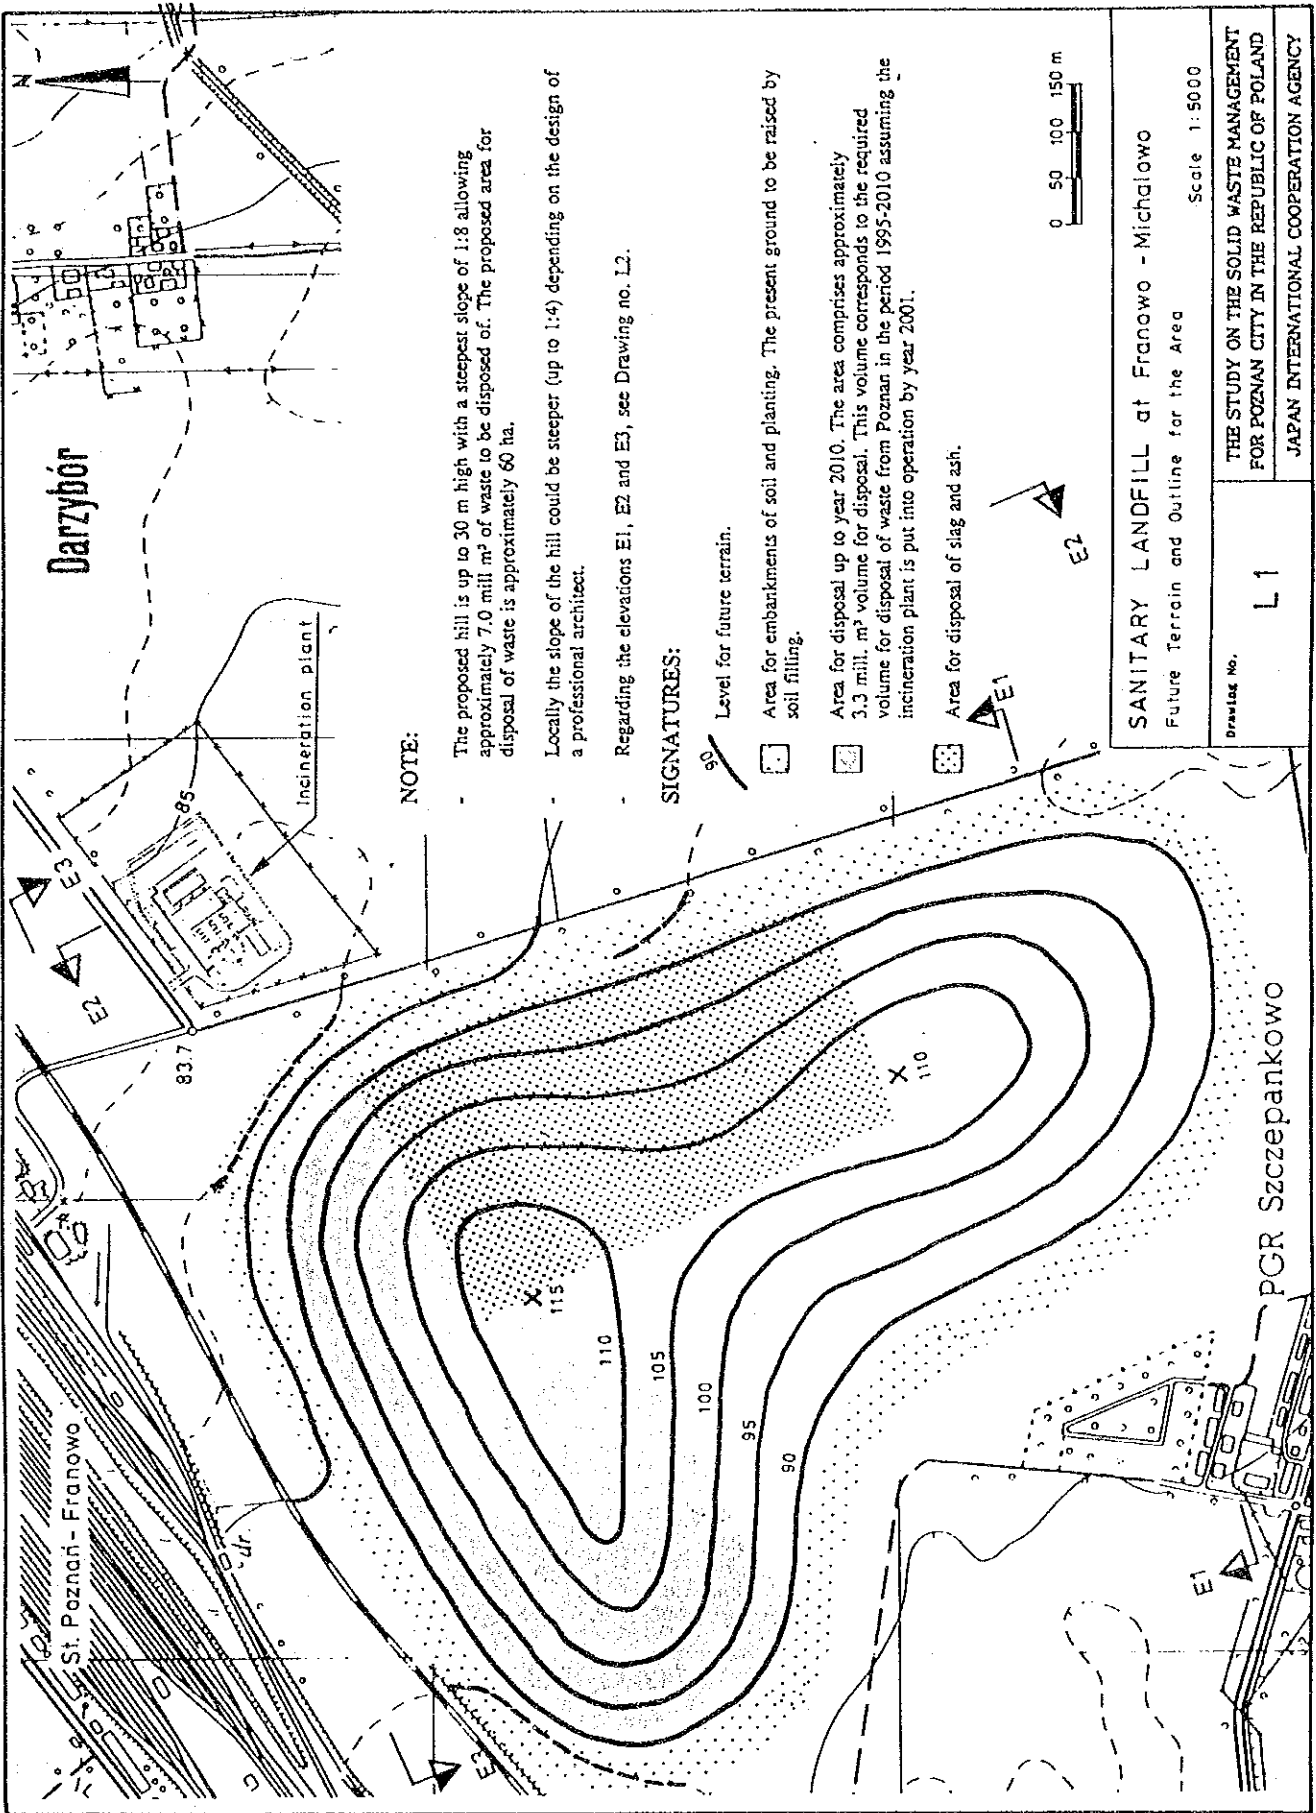 N
Darzybór
St. Poznań - Franowo
dr
83.7
E2
E3
85
Incineration plant
NOTE:
- The proposed hill is up to 30 m high with a steepest slope of 1:8 allowing
approximately 7.0 mill m³ of waste to be disposed of. The proposed area for
disposal of waste is approximately 60 ha.
- Locally the slope of the hill could be steeper (up to 1:4) depending on the design of
a professional architect.
- Regarding the elevations E1, E2 and E3, see Drawing no. L2.
SIGNATURES:
90
Level for future terrain.
Area for embankments of soil and planting. The present ground to be raised by
soil filling.
Area for disposal up to year 2010. The area comprises approximately
3.3 mill. m³ volume for disposal. This volume corresponds to the required
volume for disposal of waste from Poznan in the period 1995-2010 assuming the
incineration plant is put into operation by year 2001.
Area for disposal of slag and ash.
115
110
110
105
100
95
90
E3
E1
E1
E2
PGR Szczepankowo
0 50 100 150 m
SANITARY LANDFILL at Franowo - Michalowo
Future Terrain and Outline for the Area
Scale 1:5000
Drawing No.
L 1
THE STUDY ON THE SOLID WASTE MANAGEMENT
FOR POZNAN CITY IN THE REPUBLIC OF POLAND
JAPAN INTERNATIONAL COOPERATION AGENCY